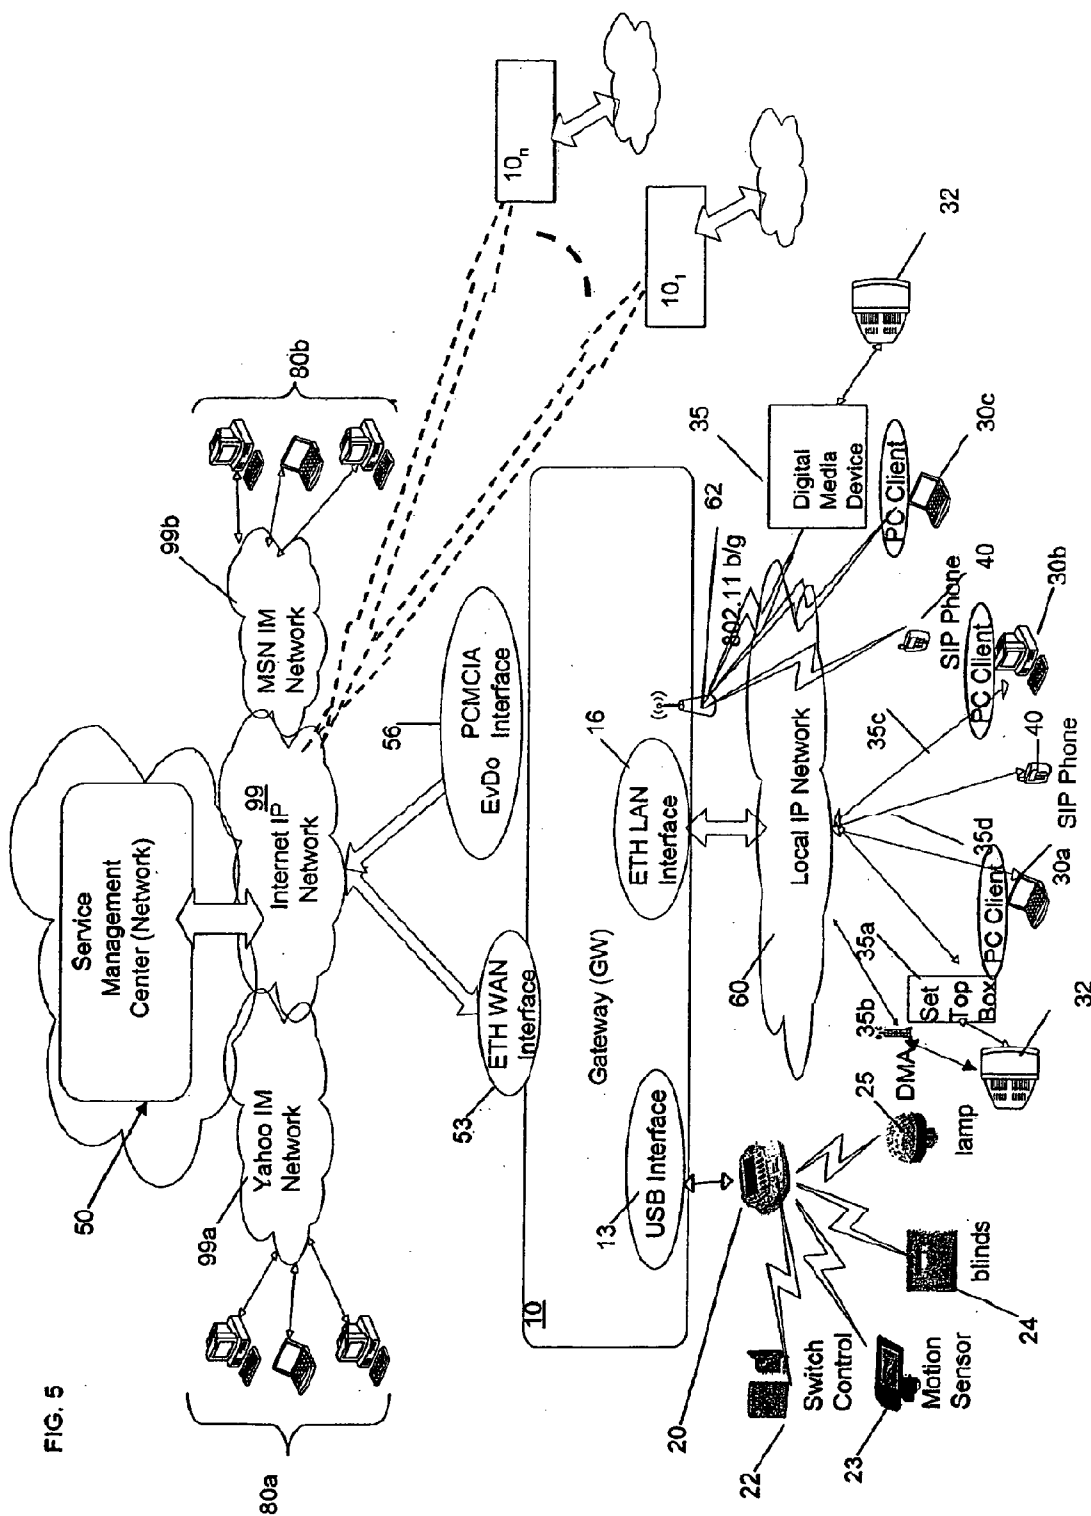 FIG. 5
80a
99a
50
Service
Management
Center (Network)
Yahoo IM
Network
99
Internet IP
Network
99b
MSN IM
Network
80b
53
ETH WAN
Interface
56
EvDo
PCMCIA
Interface
10
Gateway (GW)
13
USB Interface
16
ETH LAN
Interface
62
802.11 b/g
10n
101
20
22
Switch
Control
23
Motion
Sensor
24
blinds
25
lamp
60
Local IP Network
DMA
35b
35a
Set
Top
Box
32
PC Client
30a
35d
SIP Phone
40
35c
PC Client
30b
SIP Phone
40
PC Client
30c
35
Digital
Media
Device
32